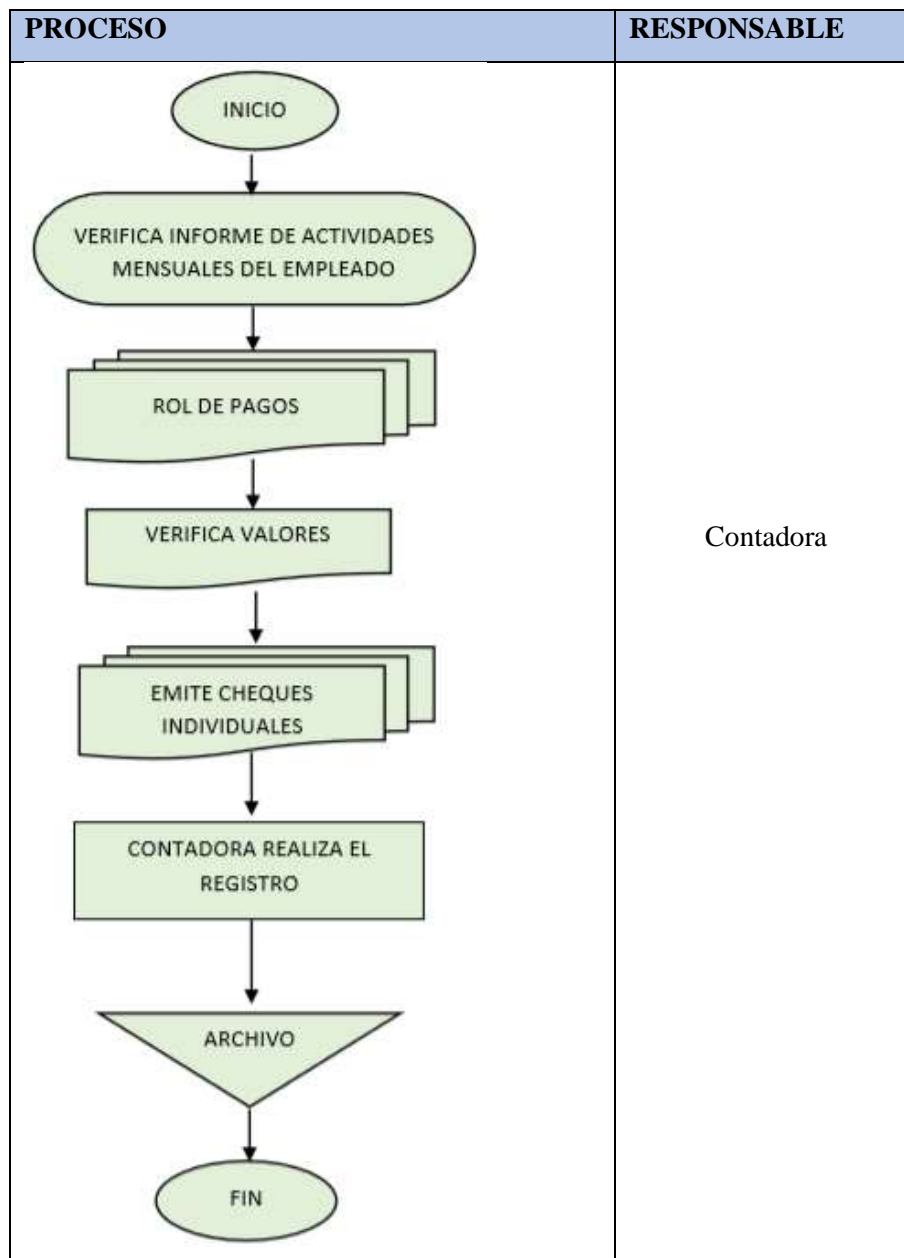 PROCESO
RESPONSABLE
INICIO
VERIFICA INFORME DE ACTIVIDADES
MENSUALES DEL EMPLEADO
ROL DE PAGOS
VERIFICA VALORES
Contadora
EMITE CHEQUES
INDIVIDUALES
CONTADORA REALIZA EL
REGISTRO
ARCHIVO
FIN